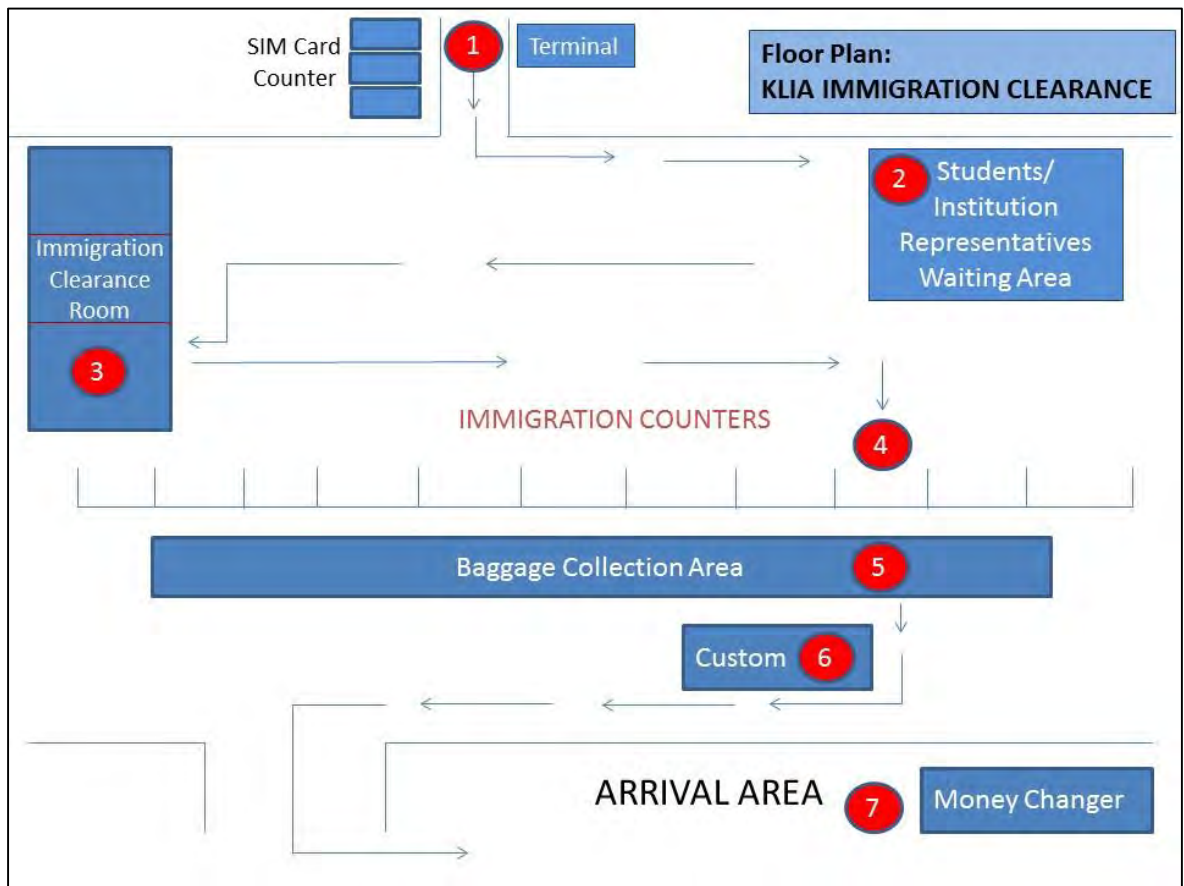 SIM Card
Counter
1
Terminal
Floor Plan:
KLIA IMMIGRATION CLEARANCE
2
Students/
Institution
Representatives
Waiting Area
Immigration
Clearance
Room
3
IMMIGRATION COUNTERS
4
Baggage Collection Area
5
Custom
6
ARRIVAL AREA
7
Money Changer